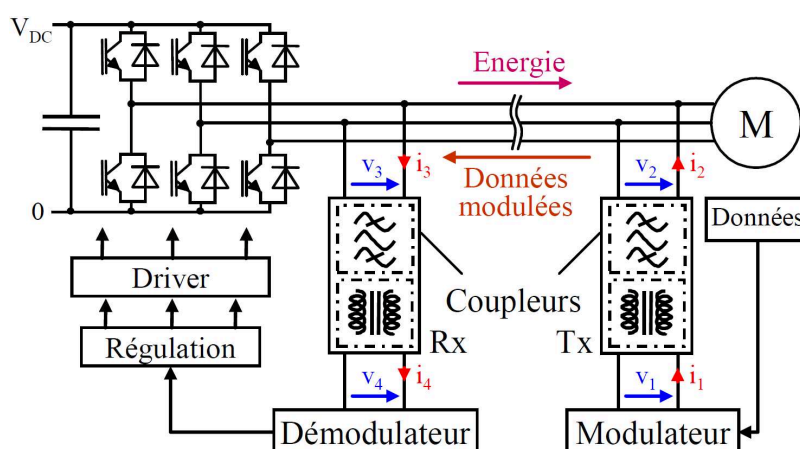 V_DC
Energie
M
v₃
i₃
v₂
i₂
Données
modulées
Données
0
Driver
Coupleurs
Régulation
Rx
Tx
v₄
i₄
v₁
i₁
Démodulateur
Modulateur